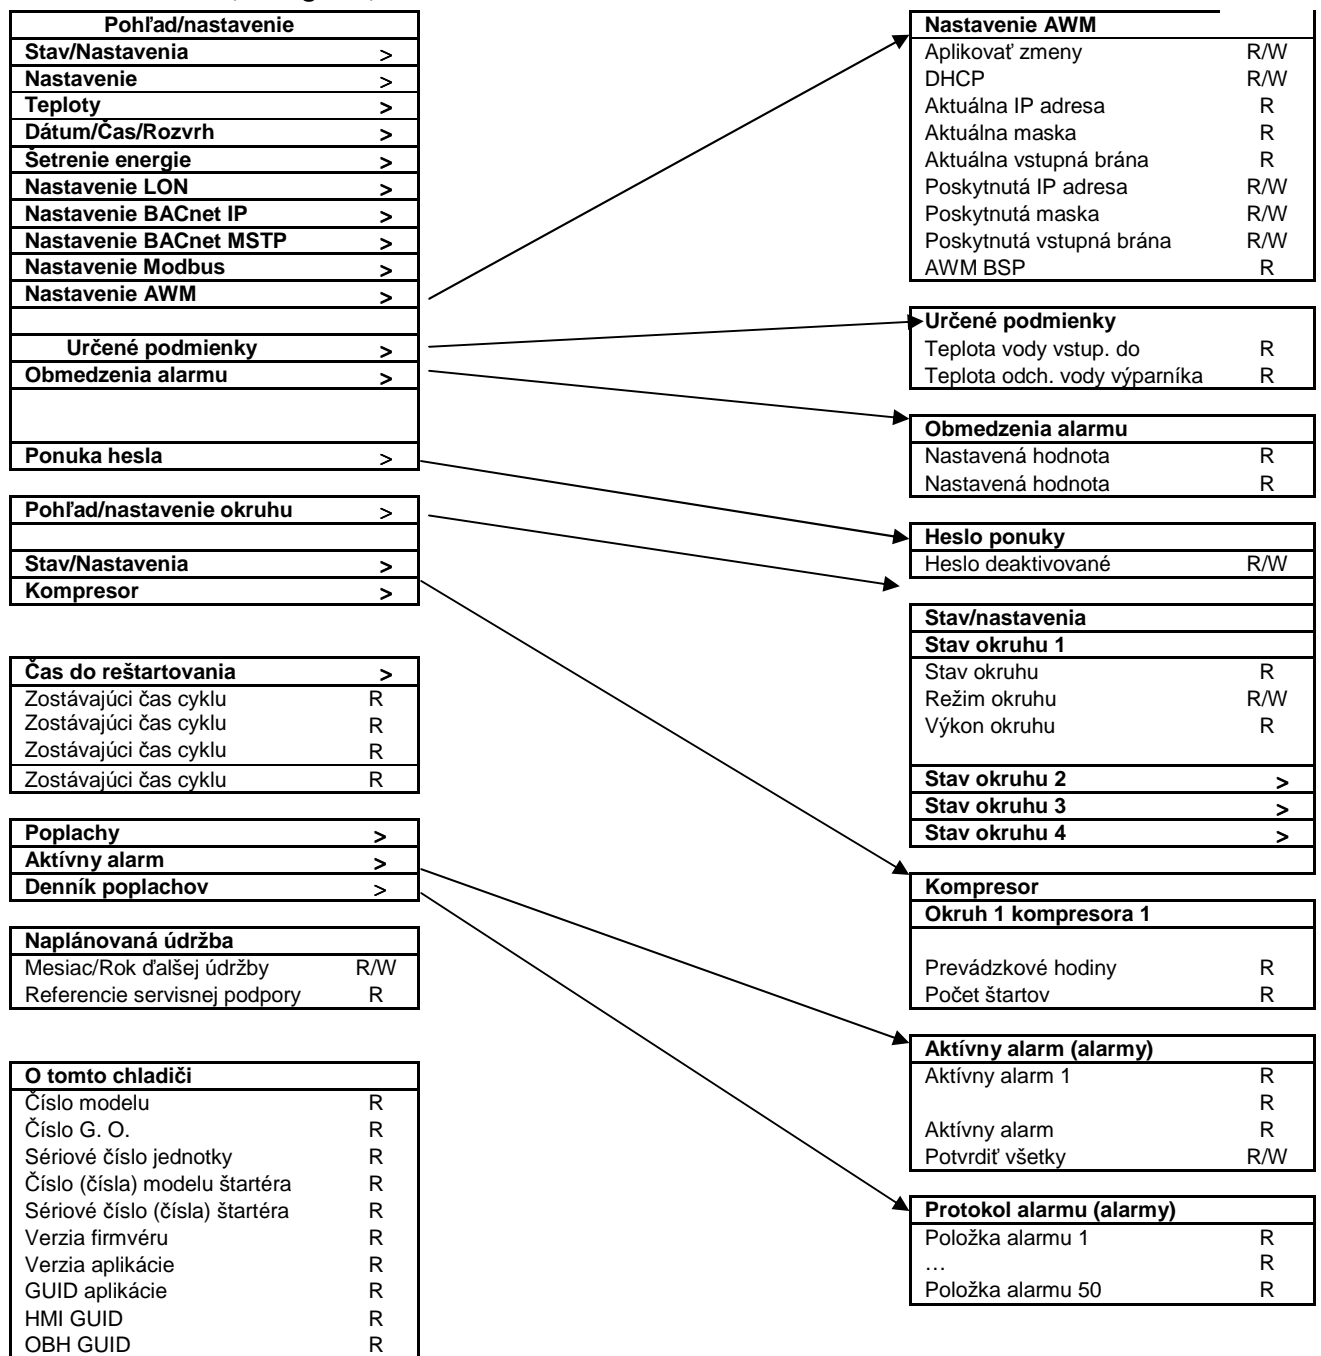 Pohľad/nastavenie
Stav/Nastavenia >
Nastavenie >
Teploty >
Dátum/Čas/Rozvrh >
Šetrenie energie >
Nastavenie LON >
Nastavenie BACnet IP >
Nastavenie BACnet MSTP >
Nastavenie Modbus >
Nastavenie AWM >
Určené podmienky >
Obmedzenia alarmu >
Ponuka hesla >
Pohľad/nastavenie okruhu >
Stav/Nastavenia >
Kompresor >
Čas do reštartovania >
Zostávajúci čas cyklu R
Zostávajúci čas cyklu R
Zostávajúci čas cyklu R
Zostávajúci čas cyklu R
Poplachy >
Aktívny alarm >
Denník poplachov >
Naplánovaná údržba
Mesiac/Rok ďalšej údržby R/W
Referencie servisnej podpory R
O tomto chladiči
Číslo modelu R
Číslo G. O. R
Sériové číslo jednotky R
Číslo (čísla) modelu štartéra R
Sériové číslo (čísla) štartéra R
Verzia firmvéru R
Verzia aplikácie R
GUID aplikácie R
HMI GUID R
OBH GUID R
Nastavenie AWM
Aplikovať zmeny R/W
DHCP R/W
Aktuálna IP adresa R
Aktuálna maska R
Aktuálna vstupná brána R
Poskytnutá IP adresa R/W
Poskytnutá maska R/W
Poskytnutá vstupná brána R/W
AWM BSP R
Určené podmienky
Teplota vody vstup. do R
Teplota odch. vody výparníka R
Obmedzenia alarmu
Nastavená hodnota R
Nastavená hodnota R
Heslo ponuky
Heslo deaktivované R/W
Stav/nastavenia
Stav okruhu 1
Stav okruhu R
Režim okruhu R/W
Výkon okruhu R
Stav okruhu 2 >
Stav okruhu 3 >
Stav okruhu 4 >
Kompresor
Okruh 1 kompresora 1
Prevádzkové hodiny R
Počet štartov R
Aktívny alarm (alarmy)
Aktívny alarm 1 R
R
Aktívny alarm R
Potvrdiť všetky R/W
Protokol alarmu (alarmy)
Položka alarmu 1 R
… R
Položka alarmu 50 R